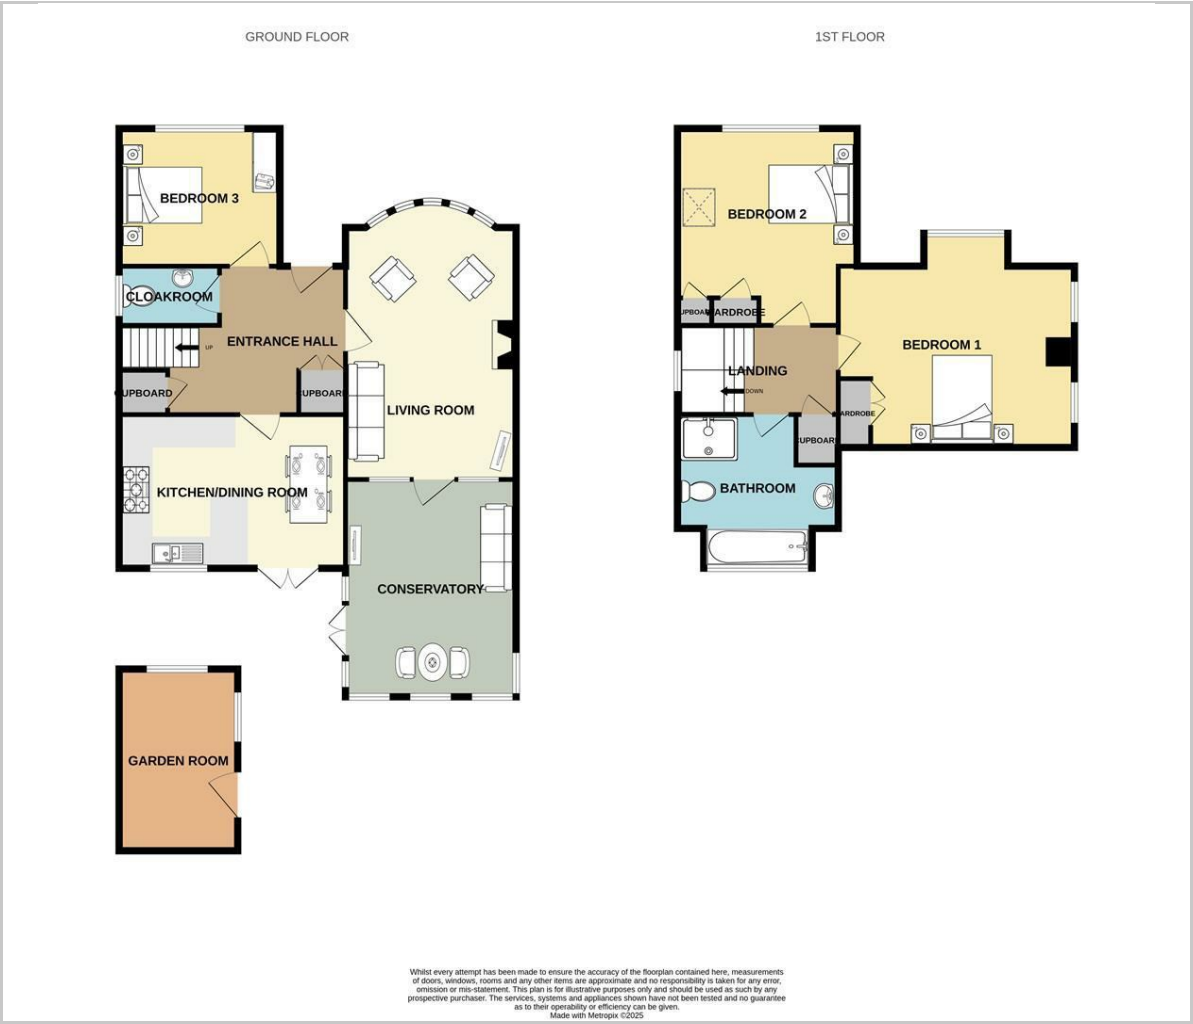 GROUND FLOOR
1ST FLOOR
BEDROOM 3
CLOAKROOM
UP
ENTRANCE HALL
UPBOARD
UPBOARD
LIVING ROOM
KITCHEN/DINING ROOM
CONSERVATORY
GARDEN ROOM
BEDROOM 2
UPBOAR
ARDROBE
BEDROOM 1
LANDING
DOWN
ARDROBE
UPBOAR
BATHROOM
Whilst every attempt has been made to ensure the accuracy of the floorplan contained here, measurements
of doors, windows, rooms and any other items are approximate and no responsibility is taken for any error,
omission or mis-statement. This plan is for illustrative purposes only and should be used as such by any
prospective purchaser. The services, systems and appliances shown have not been tested and no guarantee
as to their operability or efficiency can be given.
Made with Metropix ©2025